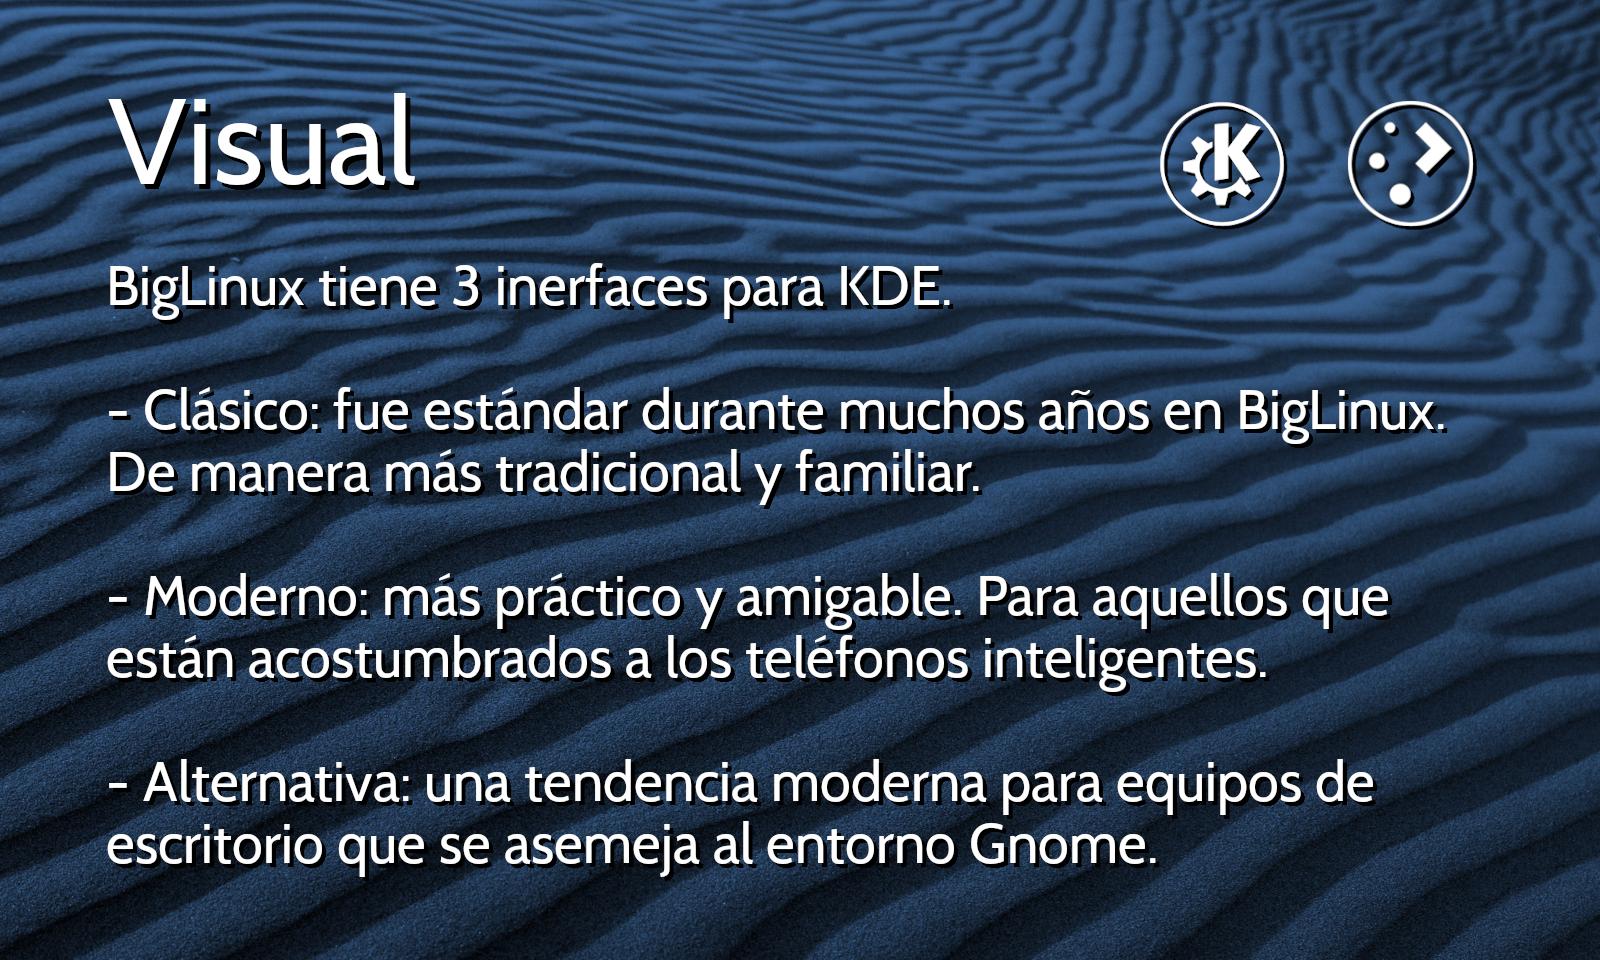 Visual
BigLinux tiene 3 inerfaces para KDE.
- Clásico: fue estándar durante muchos años en BigLinux.
De manera más tradicional y familiar.
- Moderno: más práctico y amigable. Para aquellos que
están acostumbrados a los teléfonos inteligentes.
- Alternativa: una tendencia moderna para equipos de
escritorio que se asemeja al entorno Gnome.